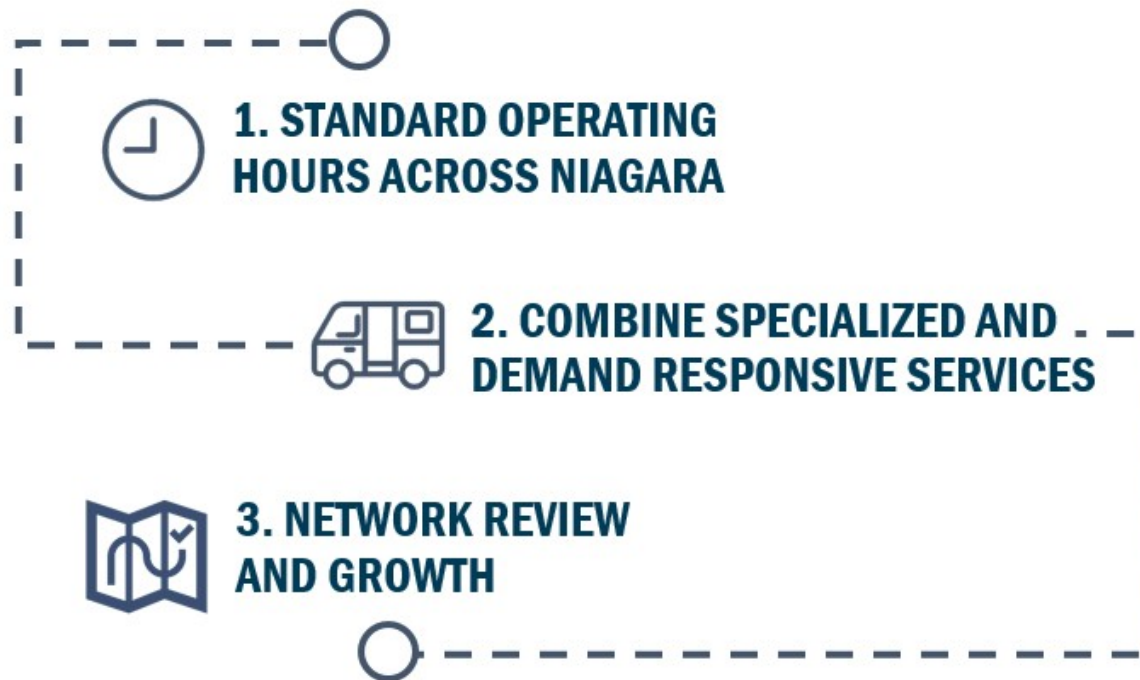 1. STANDARD OPERATING
HOURS ACROSS NIAGARA
2. COMBINE SPECIALIZED AND
DEMAND RESPONSIVE SERVICES
3. NETWORK REVIEW
AND GROWTH